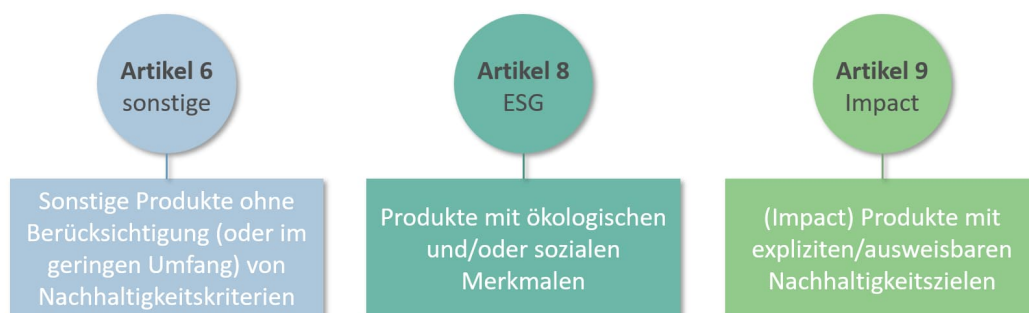 Artikel 6
sonstige
Sonstige Produkte ohne
Berücksichtigung (oder im
geringen Umfang) von
Nachhaltigkeitskriterien
Artikel 8
ESG
Produkte mit ökologischen
und/oder sozialen
Merkmalen
Artikel 9
Impact
(Impact) Produkte mit
expliziten/ausweisbaren
Nachhaltigkeitszielen